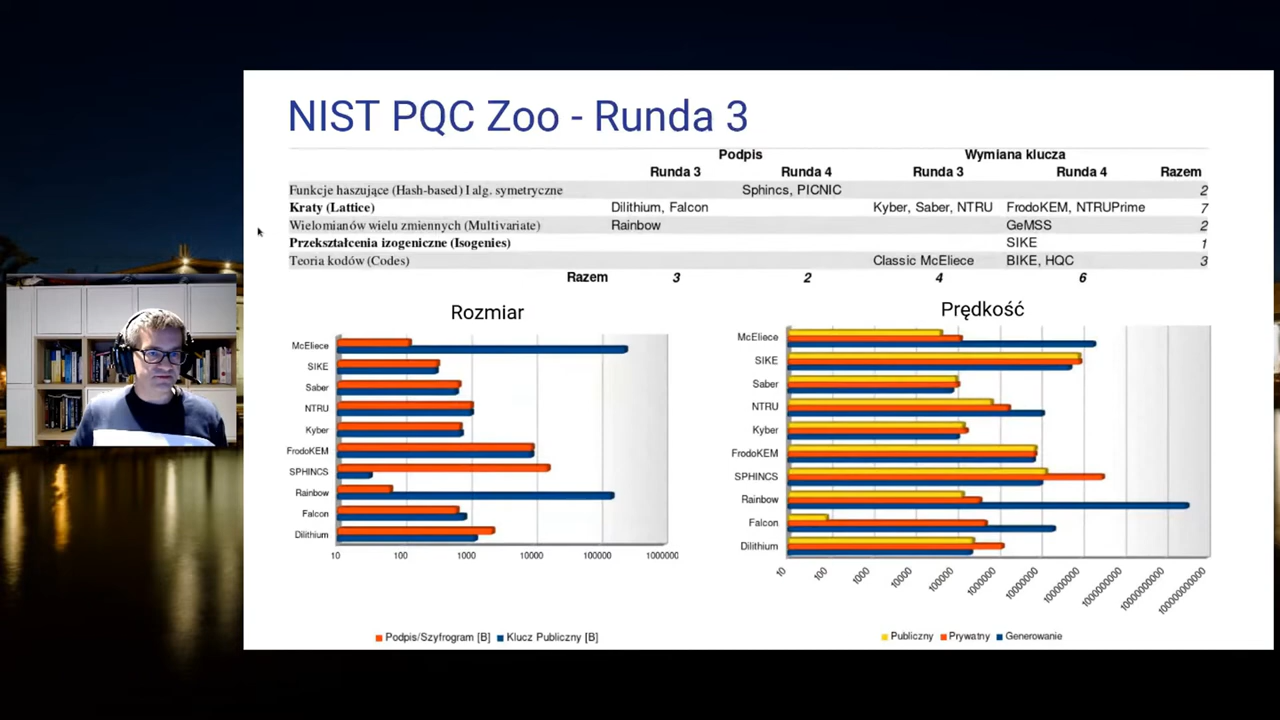 NIST PQC Zoo - Runda 3
Podpis Wymiana klucza
Runda 3 Runda 4 Runda 3 Runda 4 Razem
Funkcje haszujące (Hash-based) I alg. symetryczne Sphincs, PICNIC 2
Kraty (Lattice) Dilithium, Falcon Kyber, Saber, NTRU FrodoKEM, NTRUPrime 7
Wielomianów wielu zmiennych (Multivariate) Rainbow GeMSS 2
Przekształcenia izogeniczne (Isogenies) SIKE 1
Teoria kodów (Codes) Classic McEliece BIKE, HQC 3
Razem 3 2 4 6
Rozmiar
McEliece
SIKE
Saber
NTRU
Kyber
FrodoKEM
SPHINCS
Rainbow
Falcon
Dilithium
10 100 1000 10000 100000 1000000
Podpis/Szyfrogram [B] Klucz Publiczny [B]
Prędkość
McEliece
SIKE
Saber
NTRU
Kyber
FrodoKEM
SPHINCS
Rainbow
Falcon
Dilithium
10 100 1000 10000 100000 1000000 10000000 100000000 1000000000 10000000000 100000000000
Publiczny Prywatny Generowanie